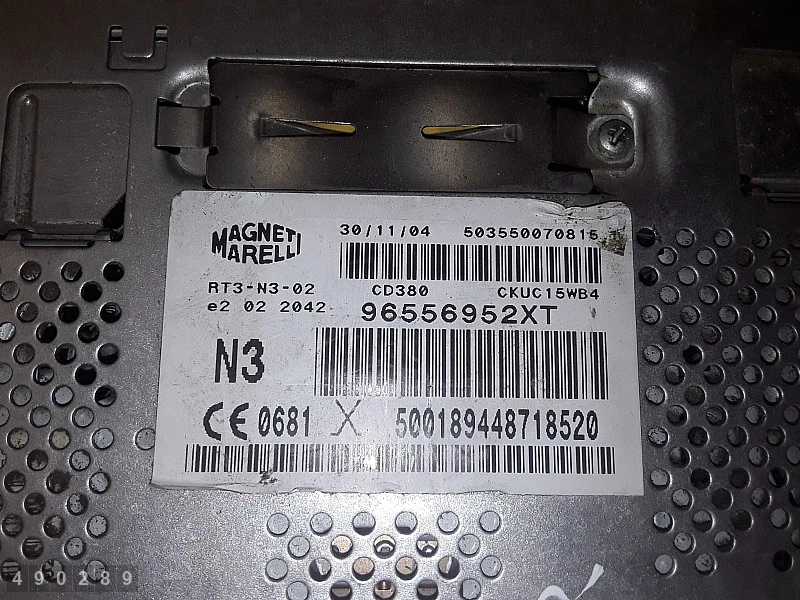 MAGNETI
MARELLI
30/11/04 503550070815
RT3-N3-02 CD380 CKUC15WB4
e2 02 2042 96556952XT
N3
CE 0681 X 500189448718520
490289